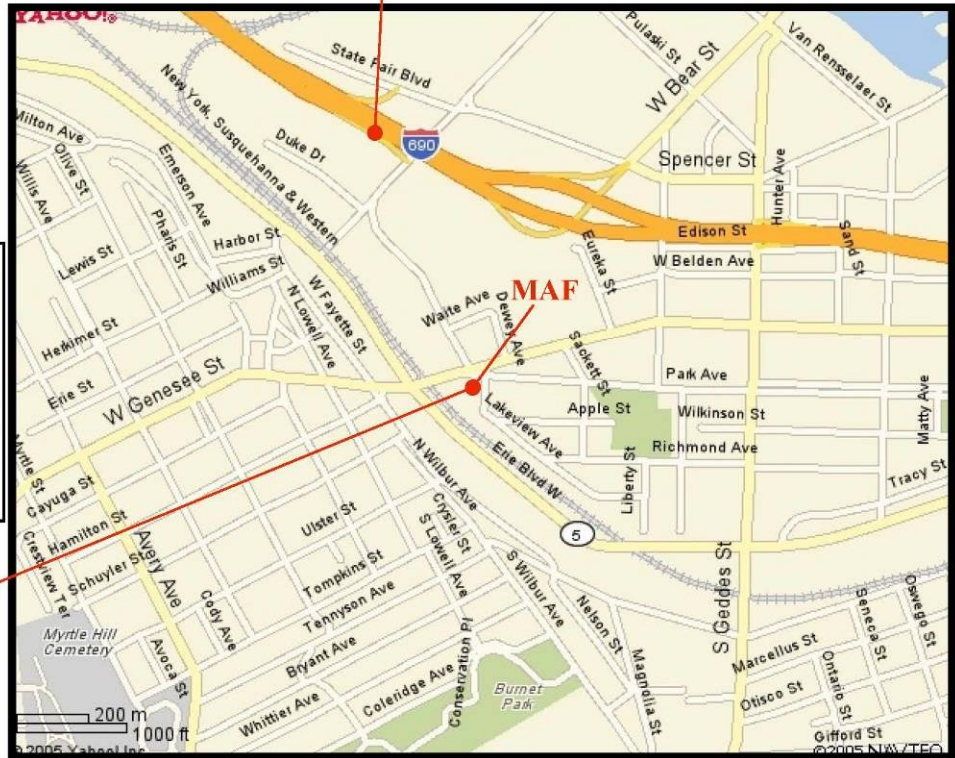 YAHOO!®
Pulaski St
Van Rensselaer St
State Fair Blvd
W Bear St
New York, Susquehanna & Western
690
Milton Ave
Olive St
Willis Ave
Emerson Ave
Duke Dr
Spencer St
Hunter Ave
Pharis St
Harbor St
Edison St
Sand St
Lewis St
Williams St
Eureka St
W Belden Ave
N Lowell Ave
W Fayette St
Waite Ave
Dewey Ave
MAF
Herkimer St
Sackett St
Erie St
W Genesee St
Park Ave
Matty Ave
Apple St
Wilkinson St
Lakeview Ave
Richmond Ave
Myrtle St
N Wilbur Ave
Erie Blvd W
Liberty St
Tracy St
Cayuga St
Hamilton St
Crysler St
Ulster St
5
Crestview Ter
Schuyler St
Avery Ave
S Lowell Ave
S Wilbur Ave
Tompkins St
S Geddes St
Oswego St
Seneca St
Cody Ave
Tennyson Ave
Nelson St
Myrtle Hill
Cemetery
Avoca St
Bryant Ave
Conservation Pl
Marcellus St
Ontario St
Magnolia St
Coleridge Ave
Burnet
Park
Otisco St
Whittier Ave
200 m
1000 ft
Gifford St
©2005 Yahoo! Inc
©2005 NAVTEQ